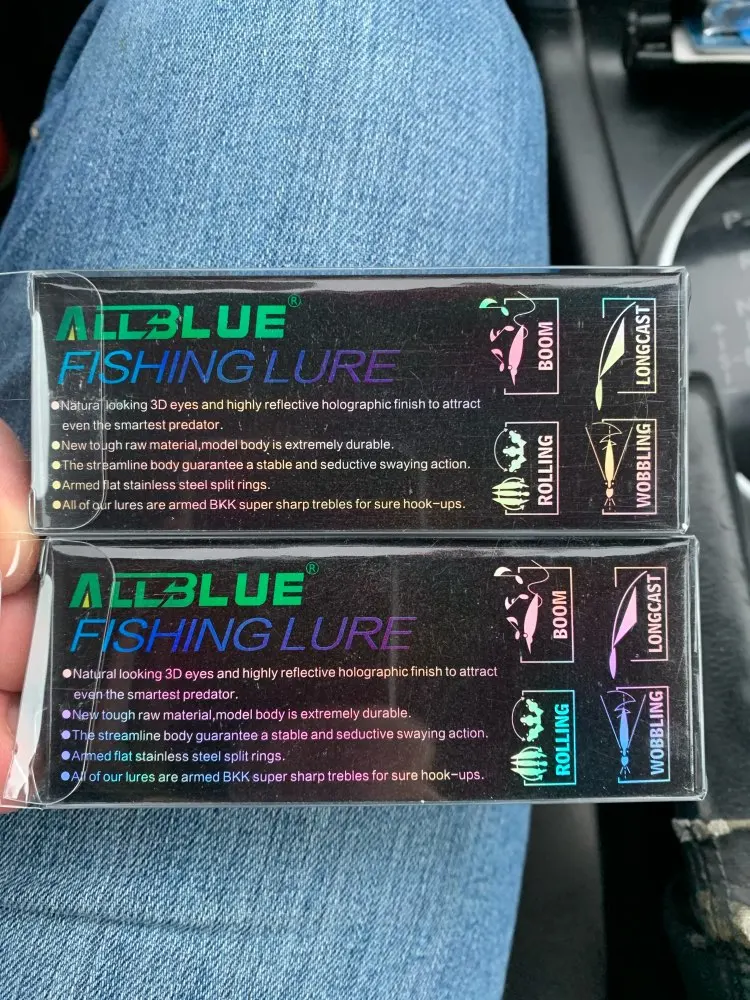 ALLBLUE®
FISHING LURE
●Natural looking 3D eyes and highly reflective holographic finish to attract
even the smartest predator.
●New tough raw material,model body is extremely durable.
●The streamline body guarantee a stable and seductive swaying action.
●Armed flat stainless steel split rings.
●All of our lures are armed BKK super sharp trebles for sure hook-ups.
BOOM
LONGCAST
ROLLING
WOBBLING
ALLBLUE®
FISHING LURE
●Natural looking 3D eyes and highly reflective holographic finish to attract
even the smartest predator.
●New tough raw material,model body is extremely durable.
●The streamline body guarantee a stable and seductive swaying action.
●Armed flat stainless steel split rings.
●All of our lures are armed BKK super sharp trebles for sure hook-ups.
BOOM
LONGCAST
ROLLING
WOBBLING